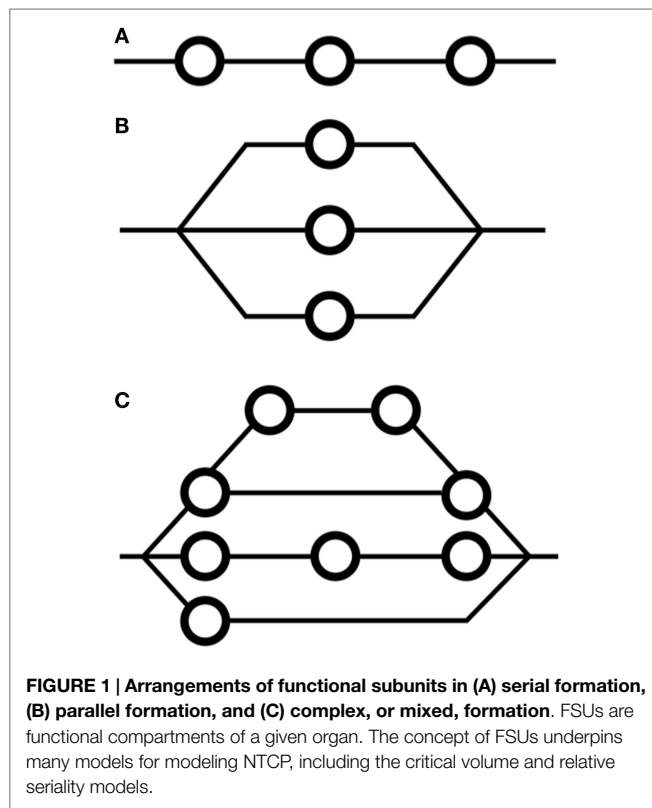 A
B
C
FIGURE 1 | Arrangements of functional subunits in (A) serial formation,
(B) parallel formation, and (C) complex, or mixed, formation. FSUs are
functional compartments of a given organ. The concept of FSUs underpins
many models for modeling NTCP, including the critical volume and relative
seriality models.